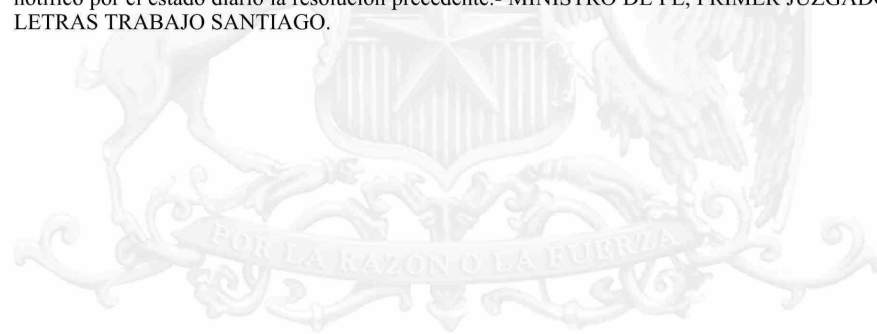 notificó por el estado diario la resolución precedente.- MINISTRO DE FE, PRIMER JUZGADO
LETRAS TRABAJO SANTIAGO.
POR LA RAZON O LA FUERZA